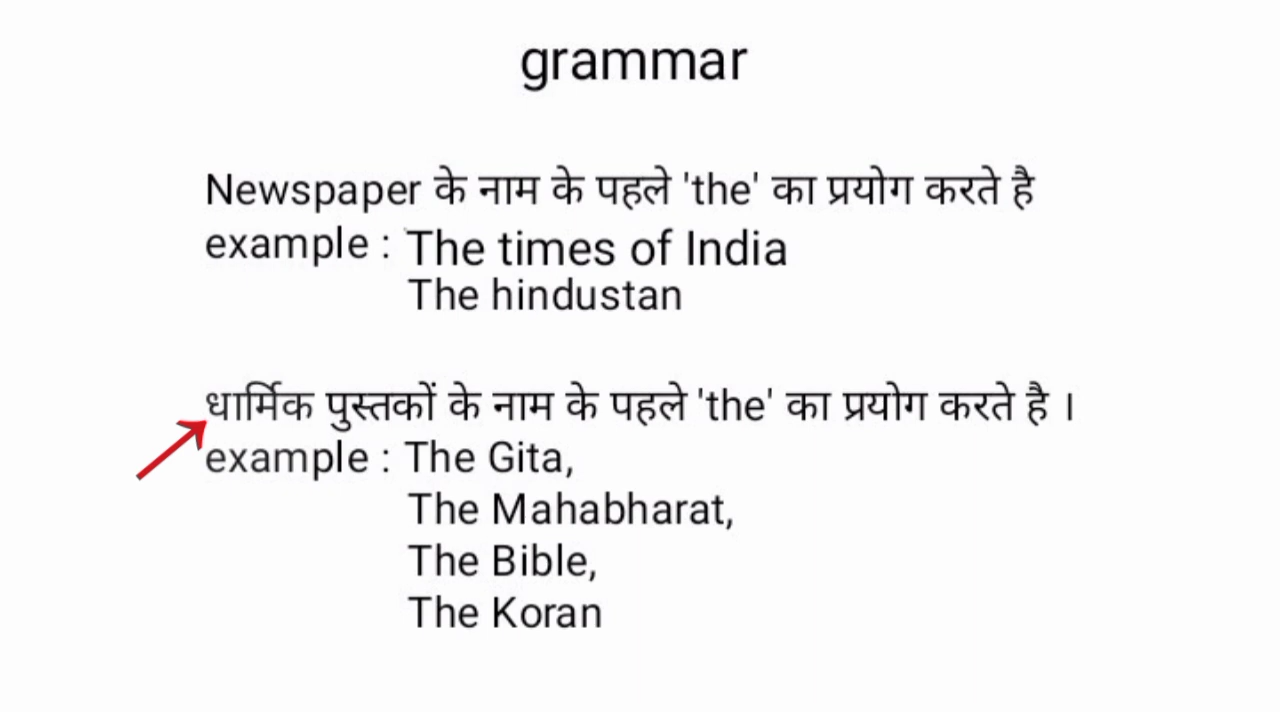 grammar
Newspaper के नाम के पहले 'the' का प्रयोग करते है
example : The times of India
The hindustan
धार्मिक पुस्तकों के नाम के पहले 'the' का प्रयोग करते है ।
example : The Gita,
The Mahabharat,
The Bible,
The Koran